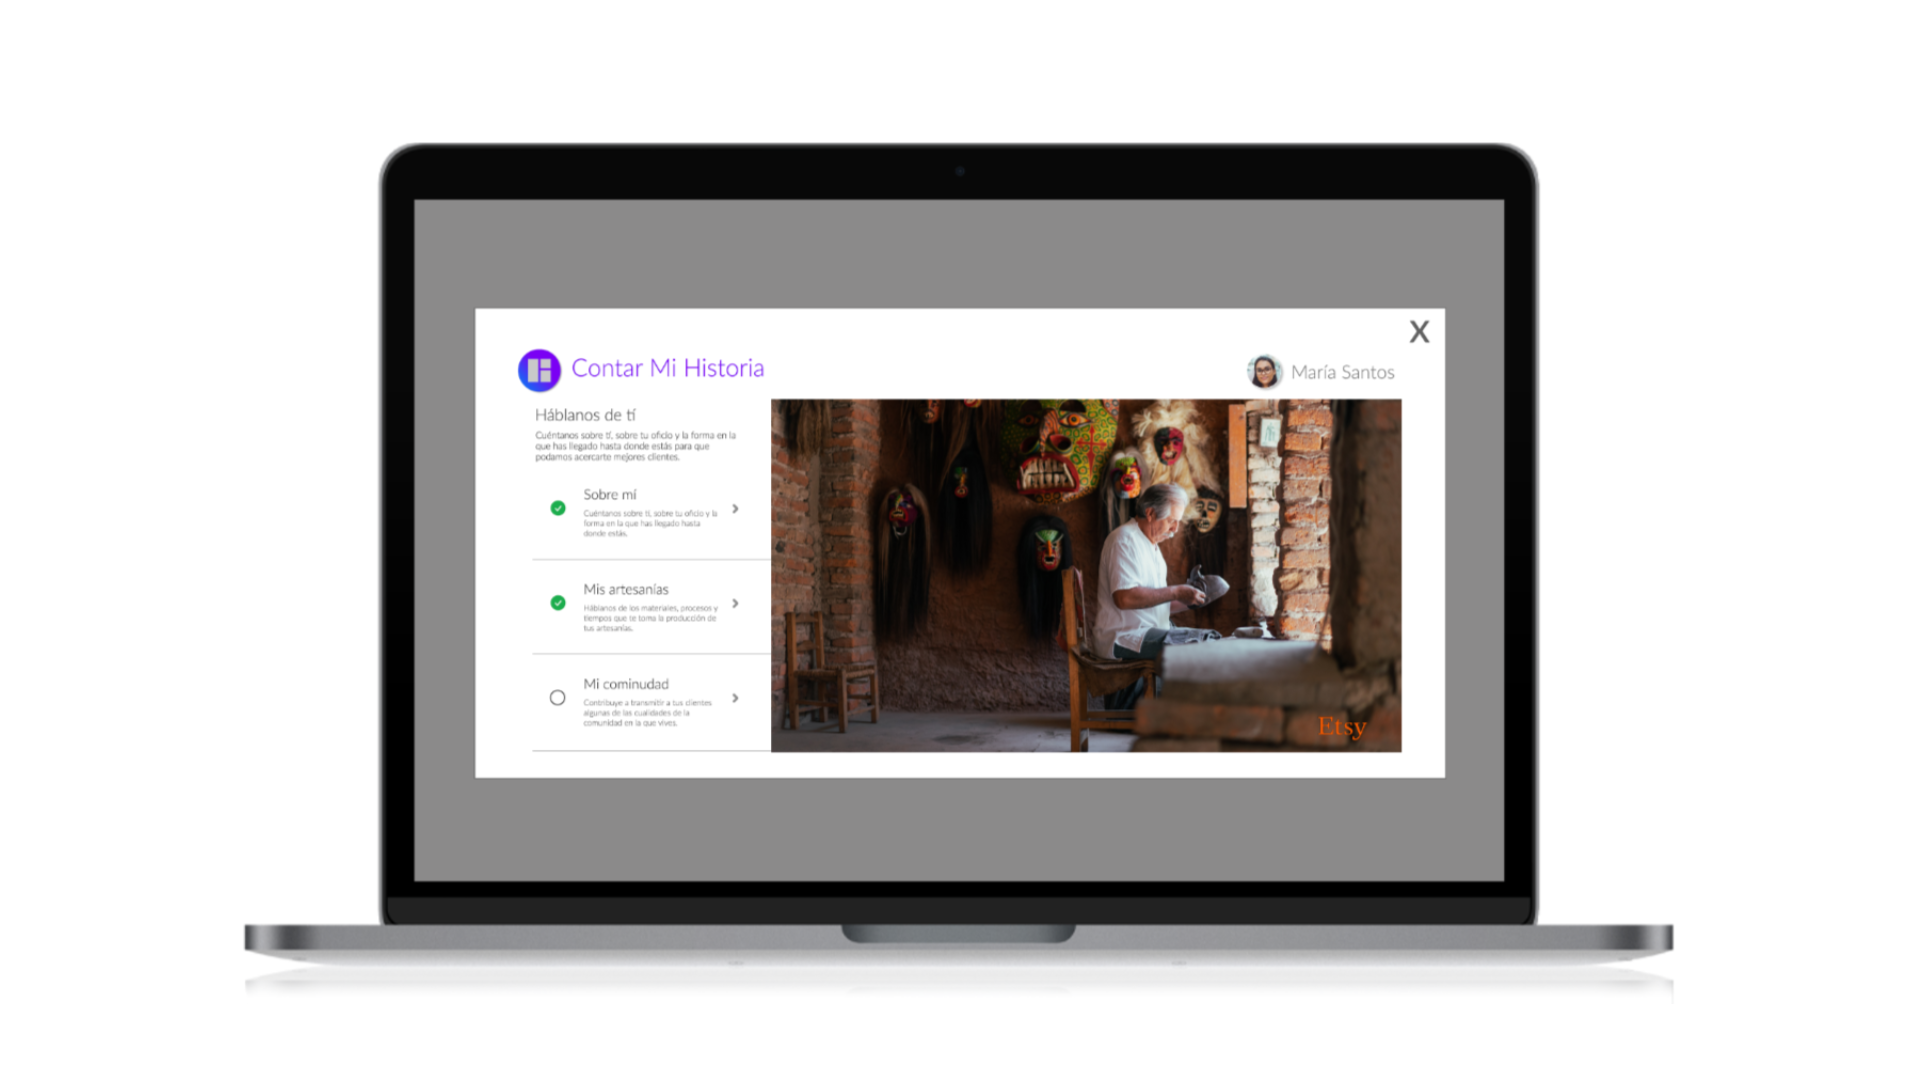 X
Contar Mi Historia
María Santos
Háblanos de tí
Cuéntanos sobre tí, sobre tu oficio y la forma en la
que has llegado hasta donde estás para que
podamos acercarte mejores clientes.
Sobre mí
Cuéntanos sobre tí, sobre tu oficio y la
forma en la que has llegado hasta
donde estás.
Mis artesanías
Háblanos de los materiales, procesos y
tiempos que te toma la producción de
tus artesanías.
Mi cominudad
Contribuye a transmitir a tus clientes
algunas de las cualidades de la
comunidad en la que vives.
Etsy